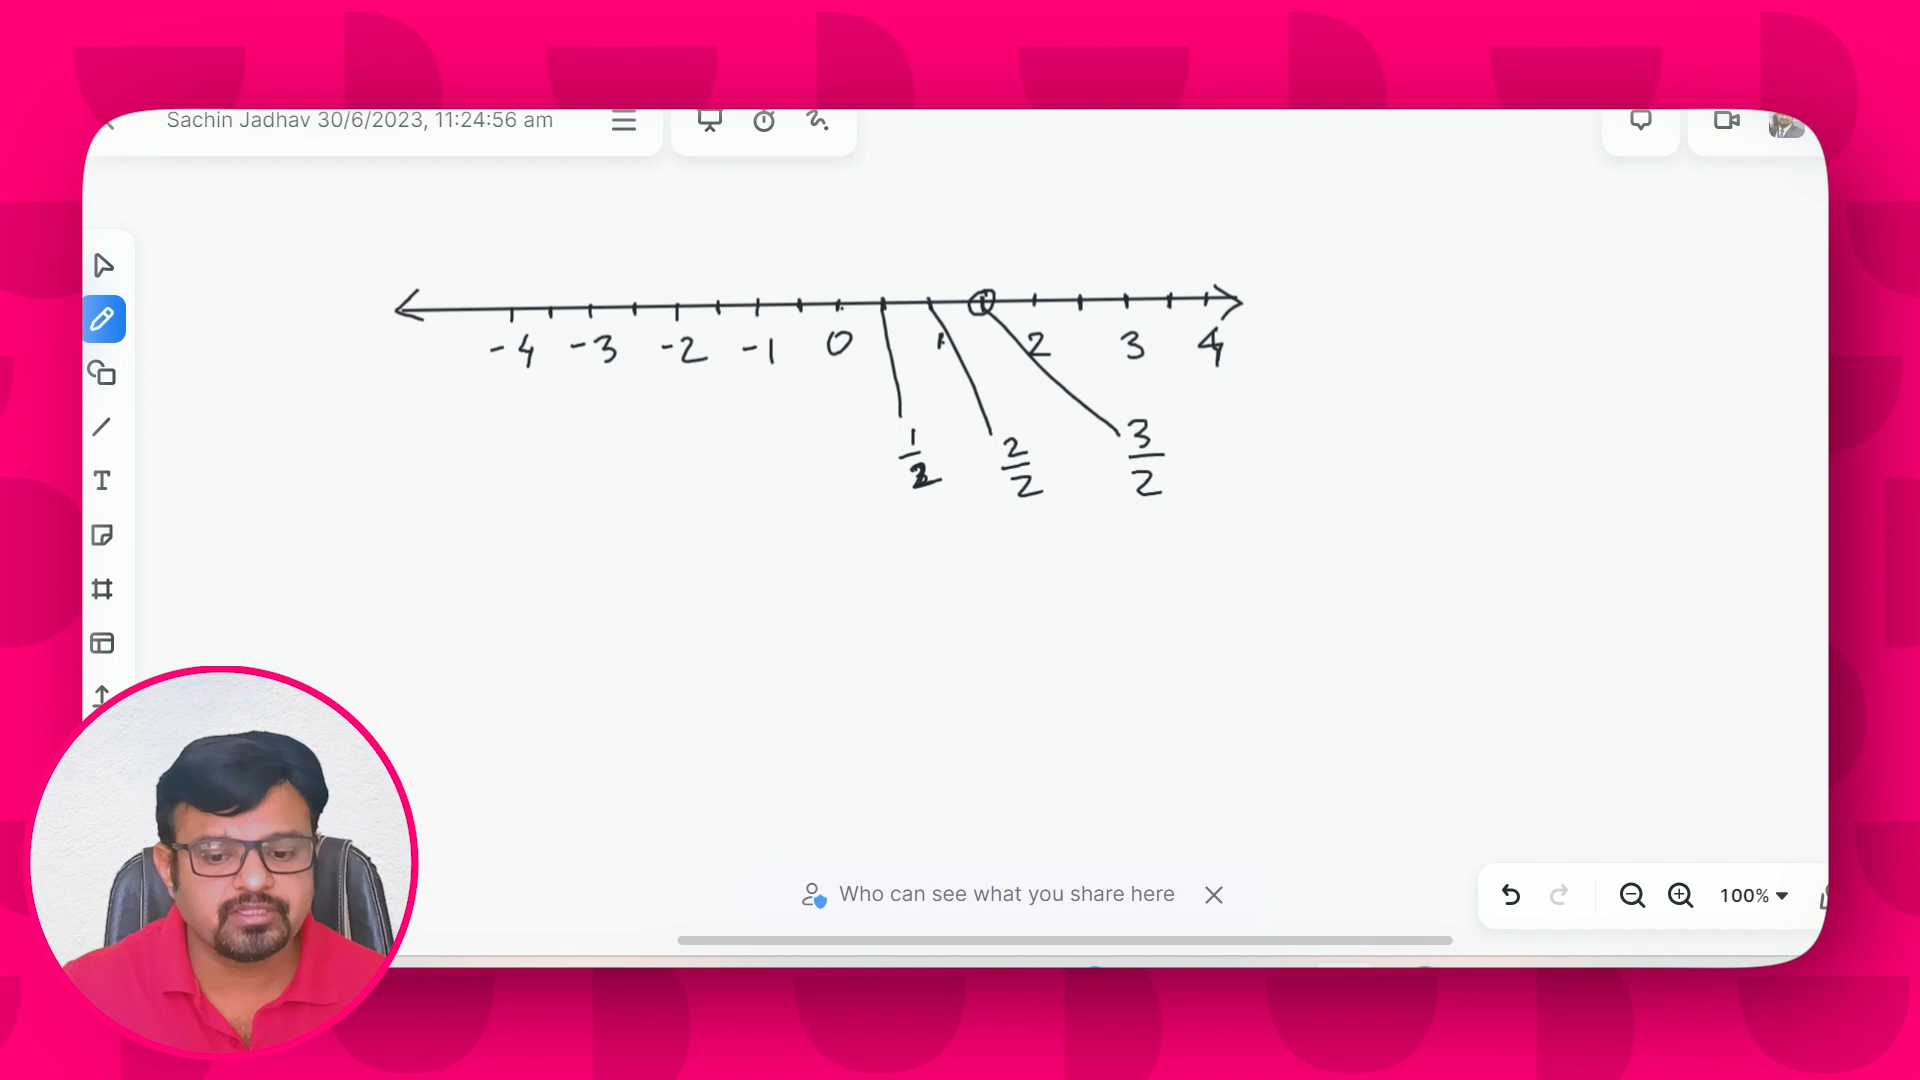 Sachin Jadhav 30/6/2023, 11:24:56 am
-4 -3 -2 -1 0 1 2 3 4
1/2 2/2 3/2
T
Who can see what you share here
100%